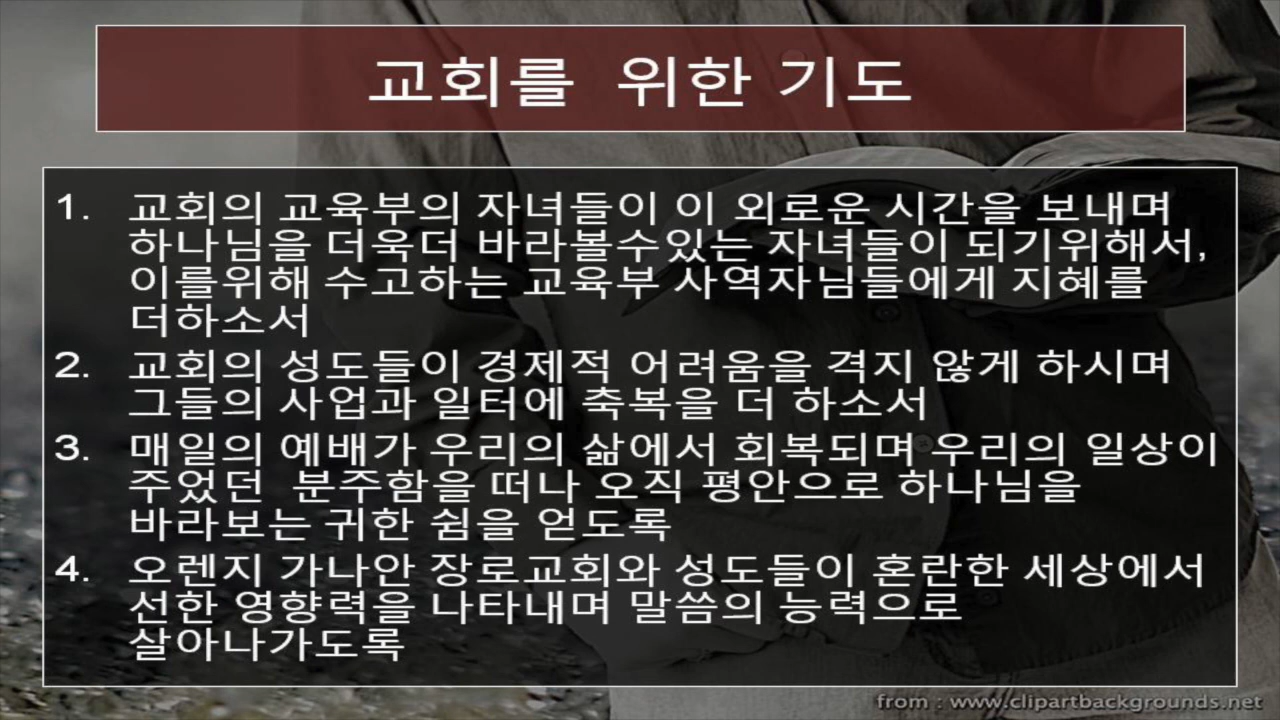 교회를 위한 기도
1. 교회의 교육부의 자녀들이 이 외로운 시간을 보내며
하나님을 더욱더 바라볼수있는 자녀들이 되기위해서,
이를위해 수고하는 교육부 사역자님들에게 지혜를
더하소서
2. 교회의 성도들이 경제적 어려움을 격지 않게 하시며
그들의 사업과 일터에 축복을 더 하소서
3. 매일의 예배가 우리의 삶에서 회복되며 우리의 일상이
주었던 분주함을 떠나 오직 평안으로 하나님을
바라보는 귀한 쉼을 얻도록
4. 오렌지 가나안 장로교회와 성도들이 혼란한 세상에서
선한 영향력을 나타내며 말씀의 능력으로
살아나가도록
from : www.clipartbackgrounds.net